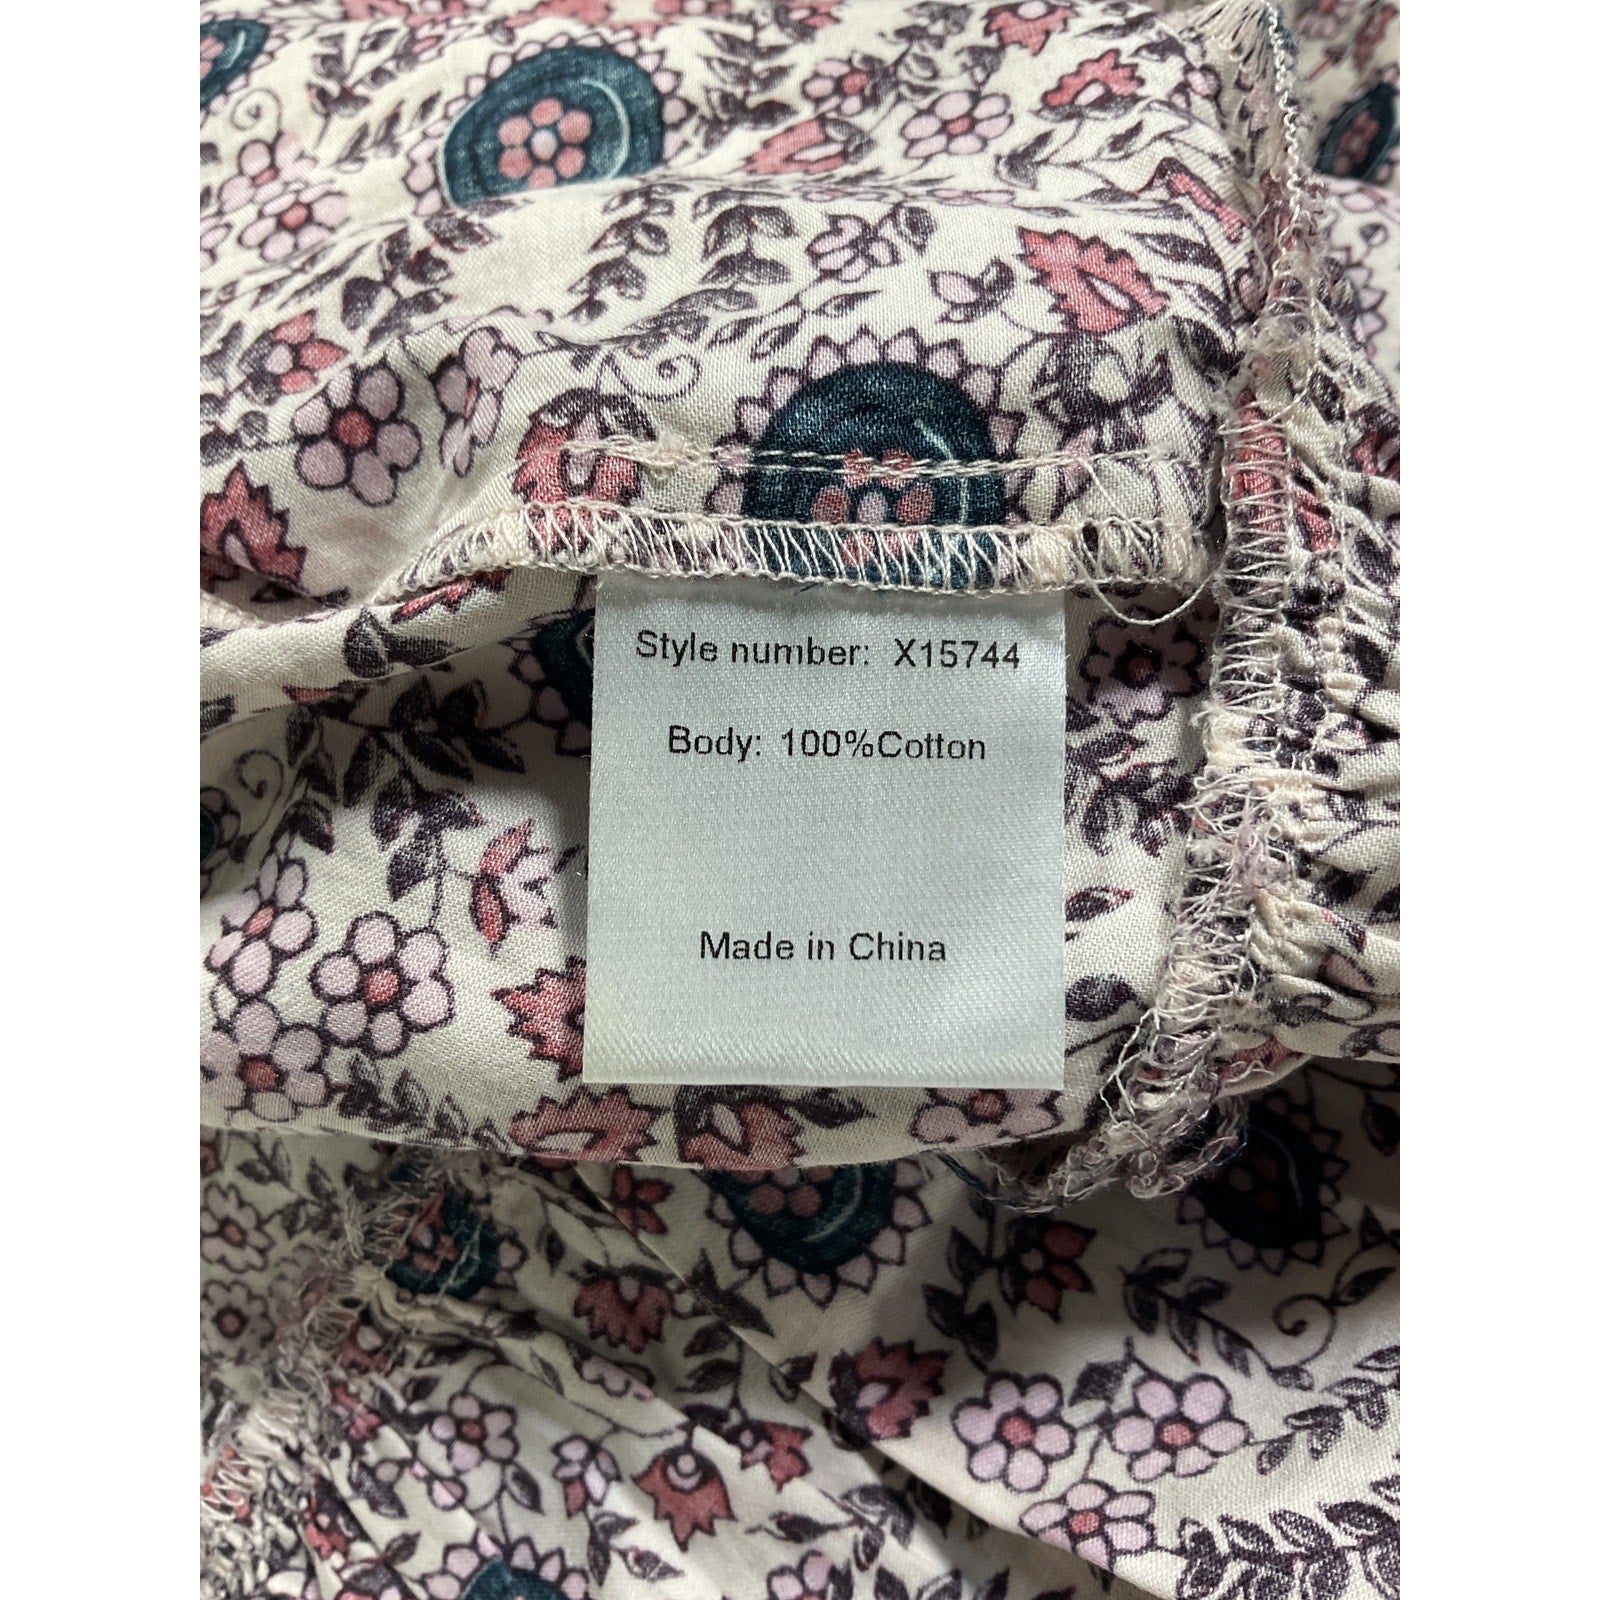 Style number: X15744
Body: 100%Cotton
Made in China